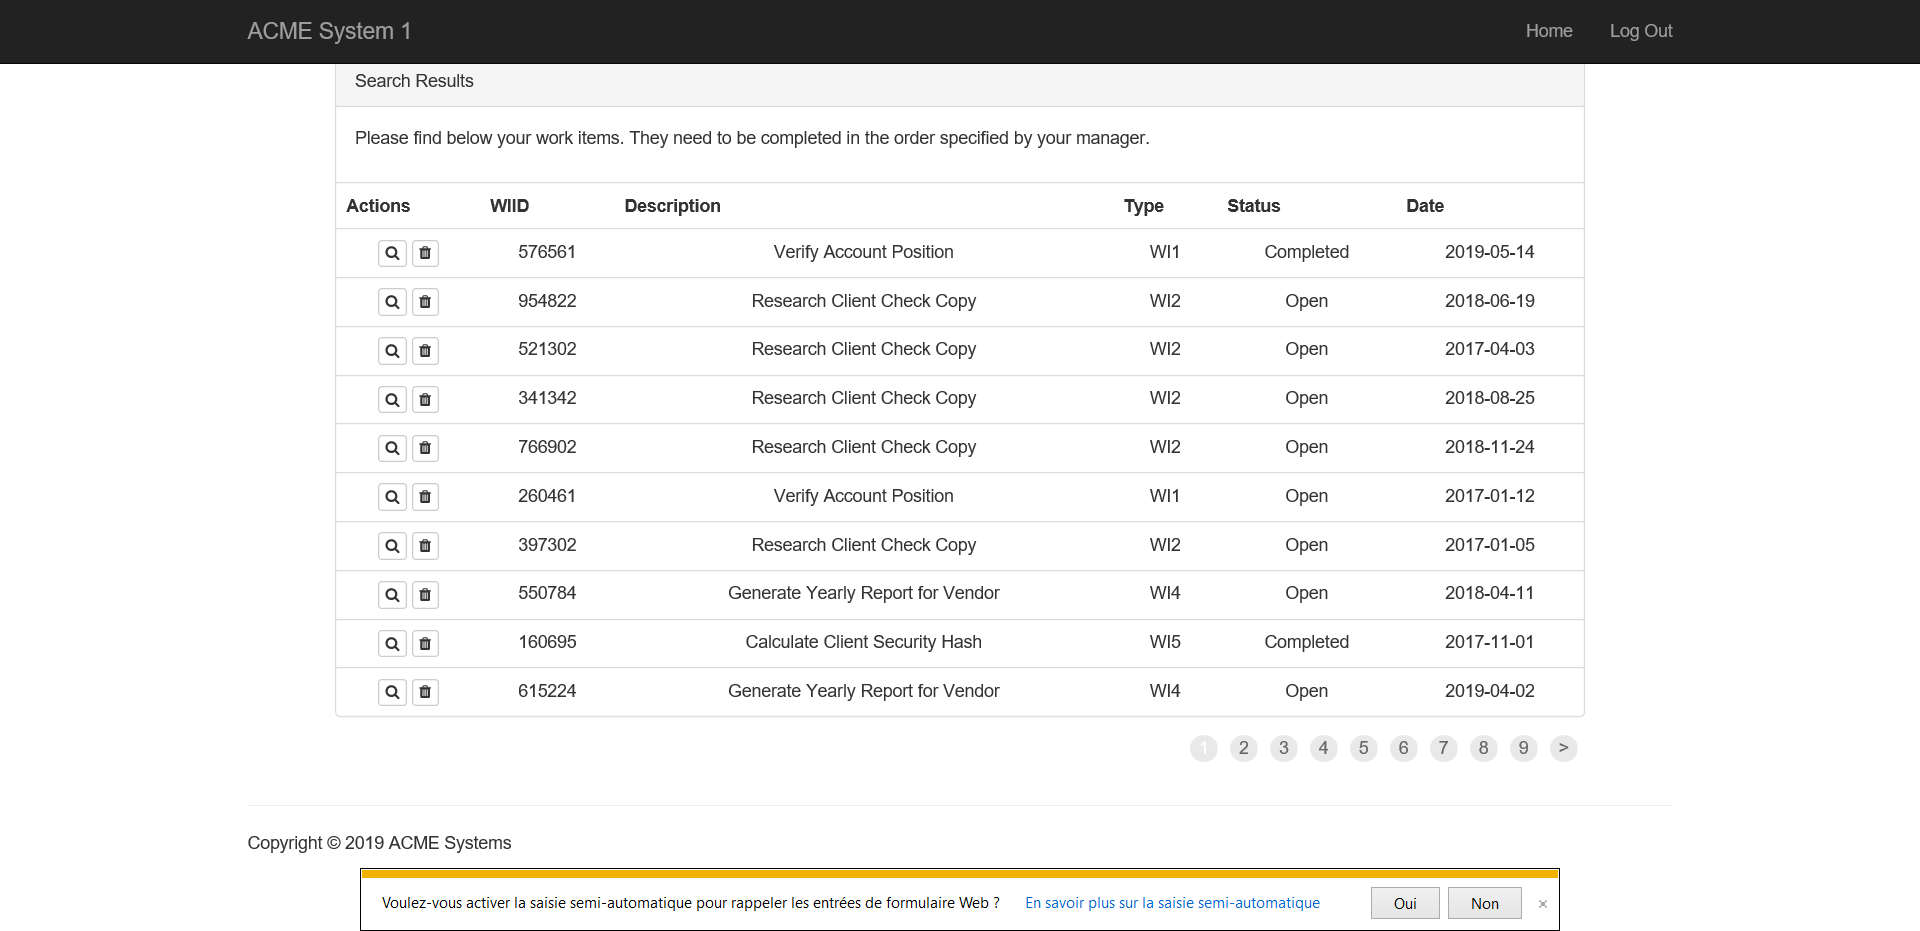 ACME System 1 Home Log Out
Search Results
Please find below your work items. They need to be completed in the order specified by your manager.
Actions WIID Description Type Status Date
576561 Verify Account Position WI1 Completed 2019-05-14
954822 Research Client Check Copy WI2 Open 2018-06-19
521302 Research Client Check Copy WI2 Open 2017-04-03
341342 Research Client Check Copy WI2 Open 2018-08-25
766902 Research Client Check Copy WI2 Open 2018-11-24
260461 Verify Account Position WI1 Open 2017-01-12
397302 Research Client Check Copy WI2 Open 2017-01-05
550784 Generate Yearly Report for Vendor WI4 Open 2018-04-11
160695 Calculate Client Security Hash WI5 Completed 2017-11-01
615224 Generate Yearly Report for Vendor WI4 Open 2019-04-02
1 2 3 4 5 6 7 8 9 >
Copyright © 2019 ACME Systems
Voulez-vous activer la saisie semi-automatique pour rappeler les entrées de formulaire Web ? En savoir plus sur la saisie semi-automatique Oui Non ×